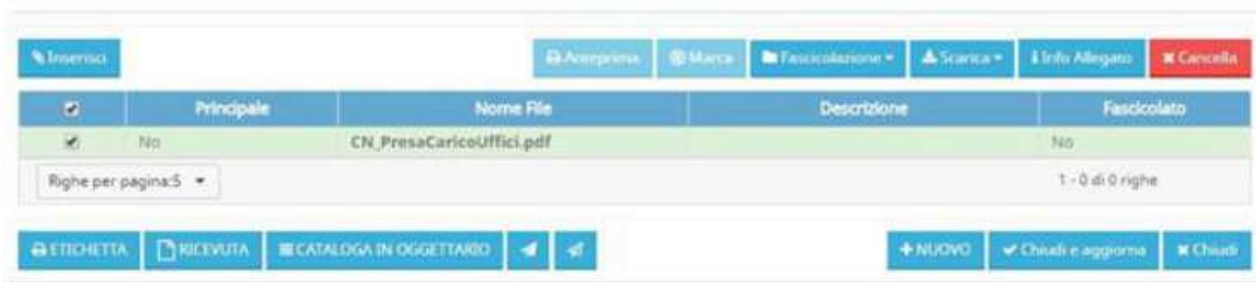 Inserisci Anteprima Marca Fascicolazione Scarica Info Allegato Cancella
Principale Nome File Descrizione Fascicolato
No CN_PresaCaricoUffici.pdf No
Righe per pagina:5 1 - 0 di 0 righe
ETICHETTA RICEVUTA CATALOGA IN OGGETTARIO NUOVO Chiudi e aggiorna Chiudi